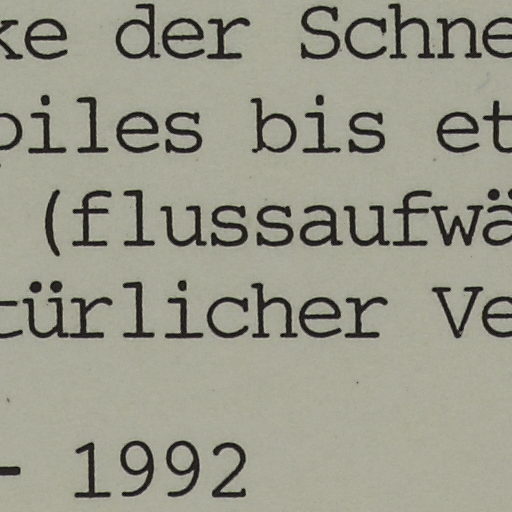 ke der Schne
piles bis et
(flussaufwä
türlicher Ve
- 1992